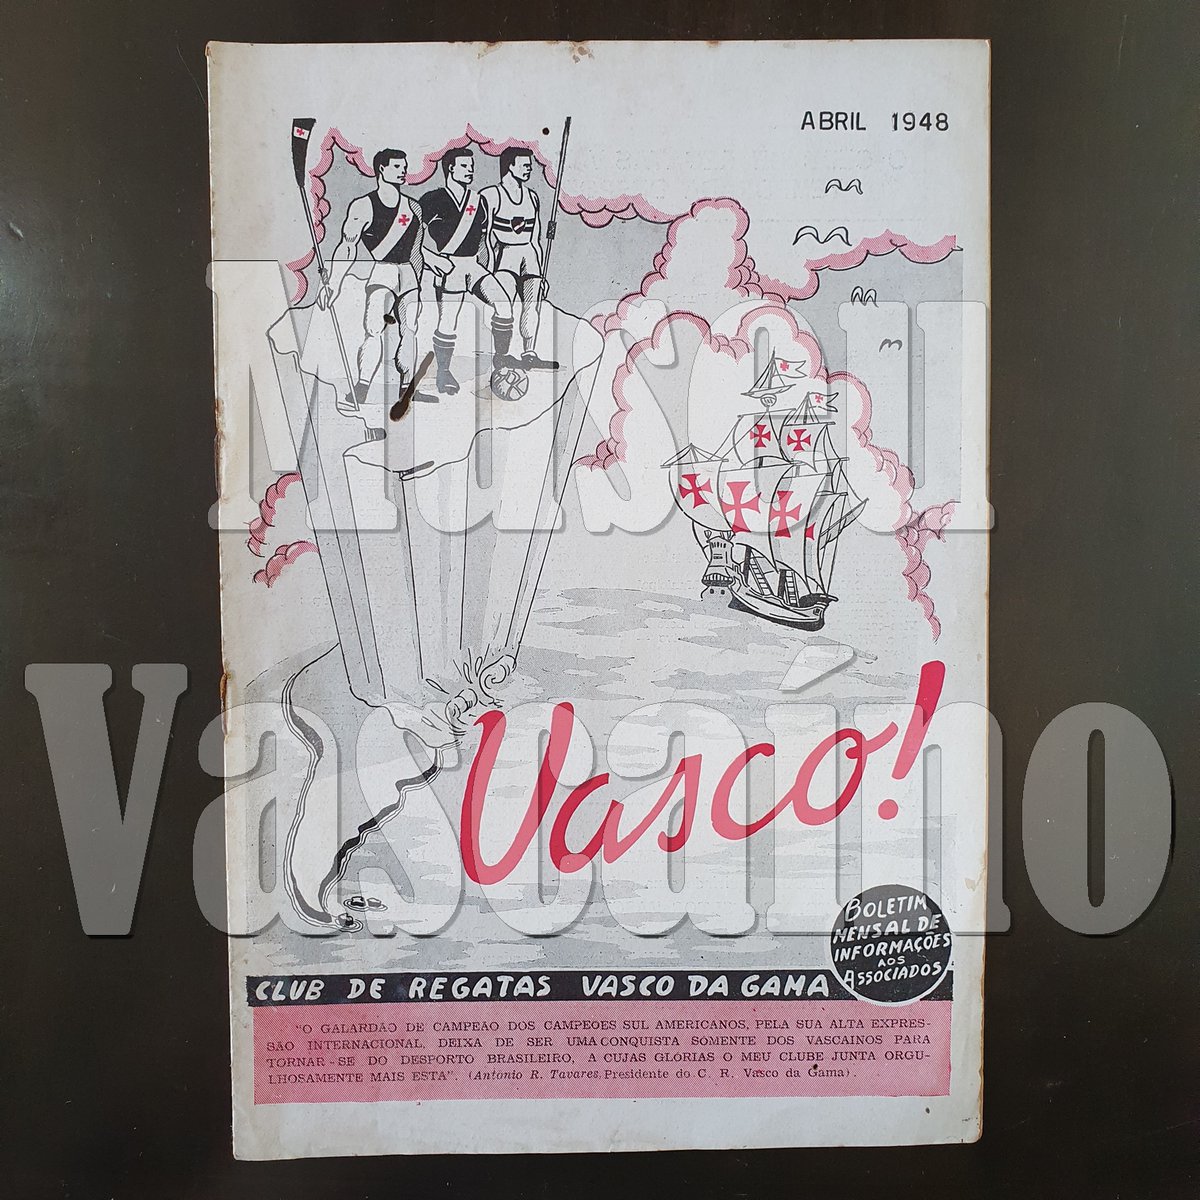 ABRIL 1948
Museu
Vascaíno
Vasco!
BOLETIM
MENSAL DE
INFORMAÇÕES
AOS
ASSOCIADOS
CLUB DE REGATAS VASCO DA GAMA
"O GALARDÃO DE CAMPEÃO DOS CAMPEOES SUL AMERICANOS, PELA SUA ALTA EXPRES-
SÃO INTERNACIONAL, DEIXA DE SER UMA CONQUISTA SOMENTE DOS VASCAINOS PARA
TORNAR-SE DO DESPORTO BRASILEIRO, A CUJAS GLÓRIAS O MEU CLUBE JUNTA ORGU-
LHOSAMENTE MAIS ESTA". (Antonio R. Tavares, Presidente do C. R. Vasco da Gama).